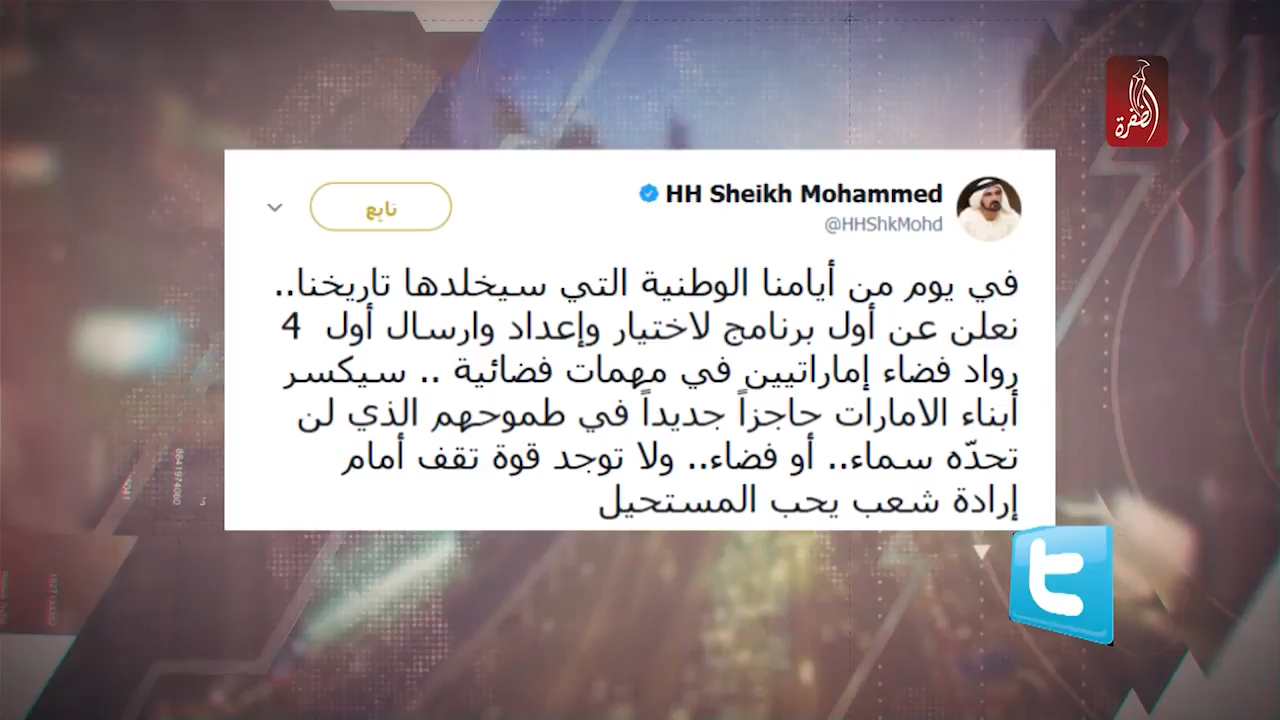 الظفرة
HH Sheikh Mohammed
@HHShkMohd
تابِع
في يوم من أيامنا الوطنية التي سيخلدها تاريخنا..
نعلن عن أول برنامج لاختيار وإعداد وارسال أول 4
رواد فضاء إماراتيين في مهمات فضائية .. سيكسر
أبناء الامارات حاجزاً جديداً في طموحهم الذي لن
تحدّه سماء.. أو فضاء.. ولا توجد قوة تقف أمام
إرادة شعب يحب المستحيل